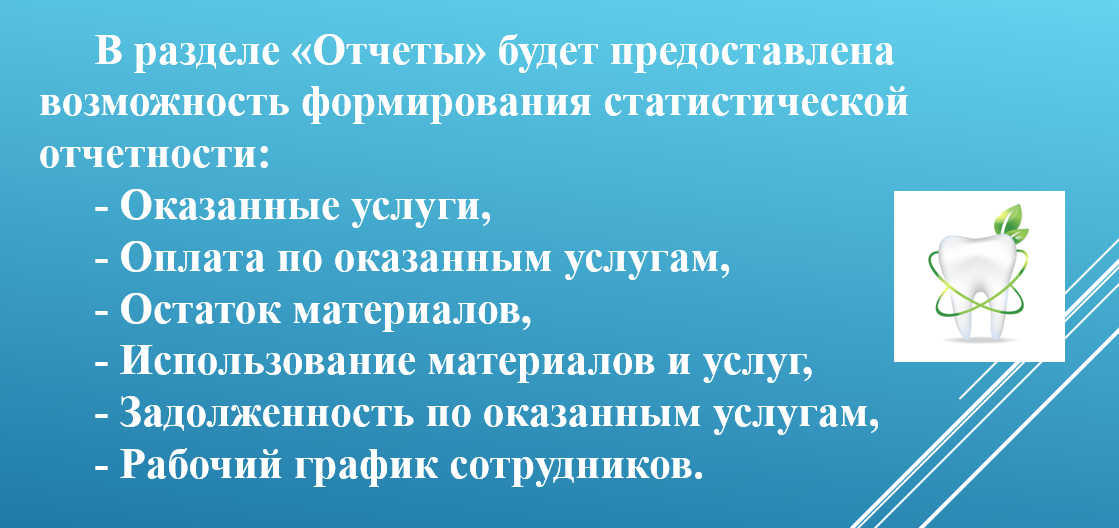 В разделе «Отчеты» будет предоставлена
возможность формирования статистической
отчетности:
- Оказанные услуги,
- Оплата по оказанным услугам,
- Остаток материалов,
- Использование материалов и услуг,
- Задолженность по оказанным услугам,
- Рабочий график сотрудников.